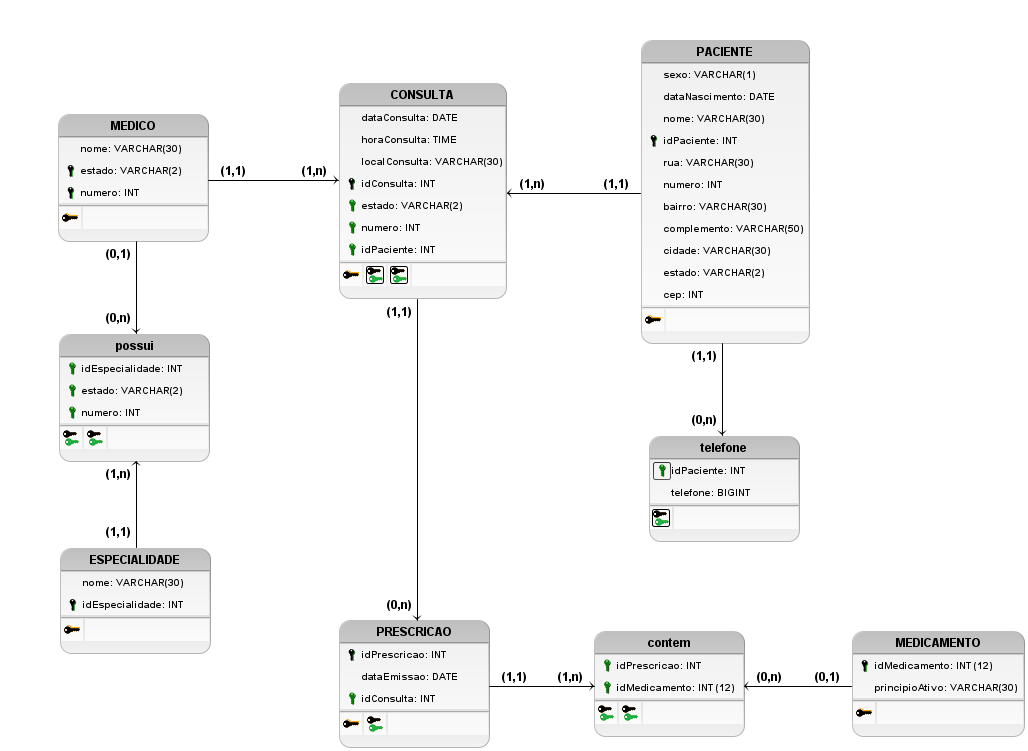 MEDICO
nome: VARCHAR(30)
estado: VARCHAR(2)
numero: INT
(1,1)
(1,n)
CONSULTA
dataConsulta: DATE
horaConsulta: TIME
localConsulta: VARCHAR(30)
idConsulta: INT
estado: VARCHAR(2)
numero: INT
idPaciente: INT
(1,n)
(1,1)
PACIENTE
sexo: VARCHAR(1)
dataNascimento: DATE
nome: VARCHAR(30)
idPaciente: INT
rua: VARCHAR(30)
numero: INT
bairro: VARCHAR(30)
complemento: VARCHAR(50)
cidade: VARCHAR(30)
estado: VARCHAR(2)
cep: INT
(0,1)
(0,n)
possui
idEspecialidade: INT
estado: VARCHAR(2)
numero: INT
(1,n)
(1,1)
ESPECIALIDADE
nome: VARCHAR(30)
idEspecialidade: INT
(1,1)
(0,n)
(1,1)
(0,n)
telefone
idPaciente: INT
telefone: BIGINT
PRESCRICAO
idPrescricao: INT
dataEmissao: DATE
idConsulta: INT
(1,1)
(1,n)
contem
idPrescricao: INT
idMedicamento: INT(12)
(0,n)
(0,1)
MEDICAMENTO
idMedicamento: INT(12)
principioAtivo: VARCHAR(30)